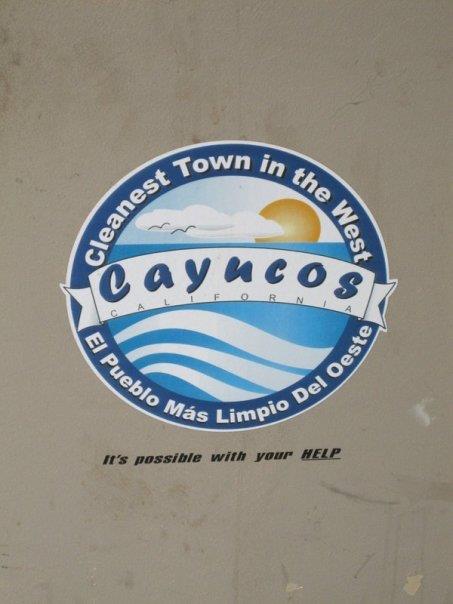 Cleanest Town in the West
Cayucos
CALIFORNIA
El Pueblo Más Limpio Del Oeste
It's possible with your HELP